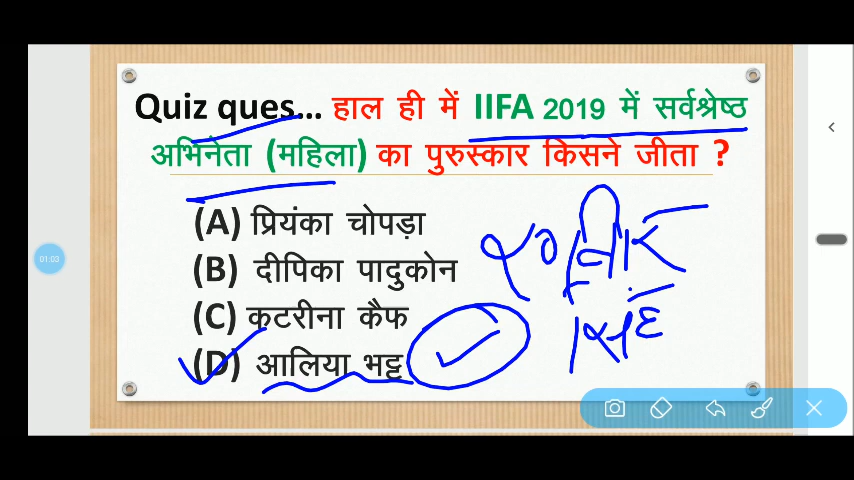 Quiz ques... हाल ही में IIFA 2019 में सर्वश्रेष्ठ
अभिनेता (महिला) का पुरुस्कार किसने जीता ?
(A) प्रियंका चोपड़ा
(B) दीपिका पादुकोन
(C) कटरीना कैफ
(D) आलिया भट्ट
01:03